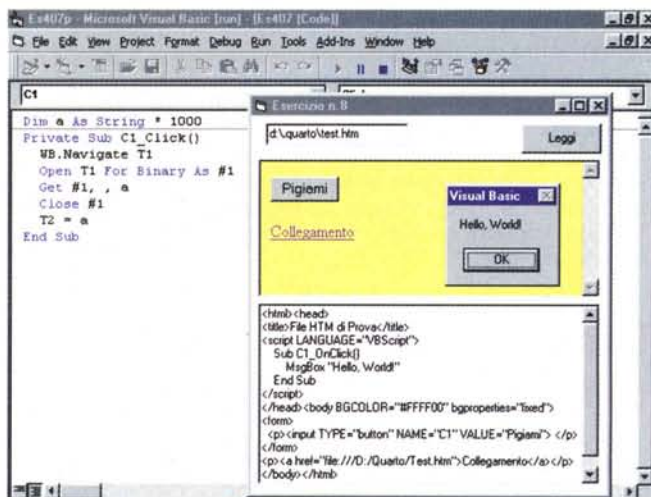 Es407p - Microsoft Visual Basic [run] - [Es407 (Code)]
File Edit View Project Format Debug Run Tools Add-Ins Window Help
C1
Dim a As String * 1000
Private Sub C1_Click()
WB.Navigate T1
Open T1 For Binary As #1
Get #1, , a
Close #1
T2 = a
End Sub
Esercizio n.8
d:\quarto\test.htm
Leggi
Pigiami
Collegamento
Visual Basic
Hello, World!
OK
<html><head>
<title>File HTM di Prova</title>
<script LANGUAGE="VBScript">
Sub C1_OnClick()
MsgBox "Hello, World!"
End Sub
</script>
</head><body BGCOLOR="#FFFF00" bgproperties="fixed">
<form>
<p><input TYPE="button" NAME="C1" VALUE="Pigiami"> </p>
</form>
<p><a href="file:///D:/Quarto/Test.htm">Collegamento</a></p>
</body></html>